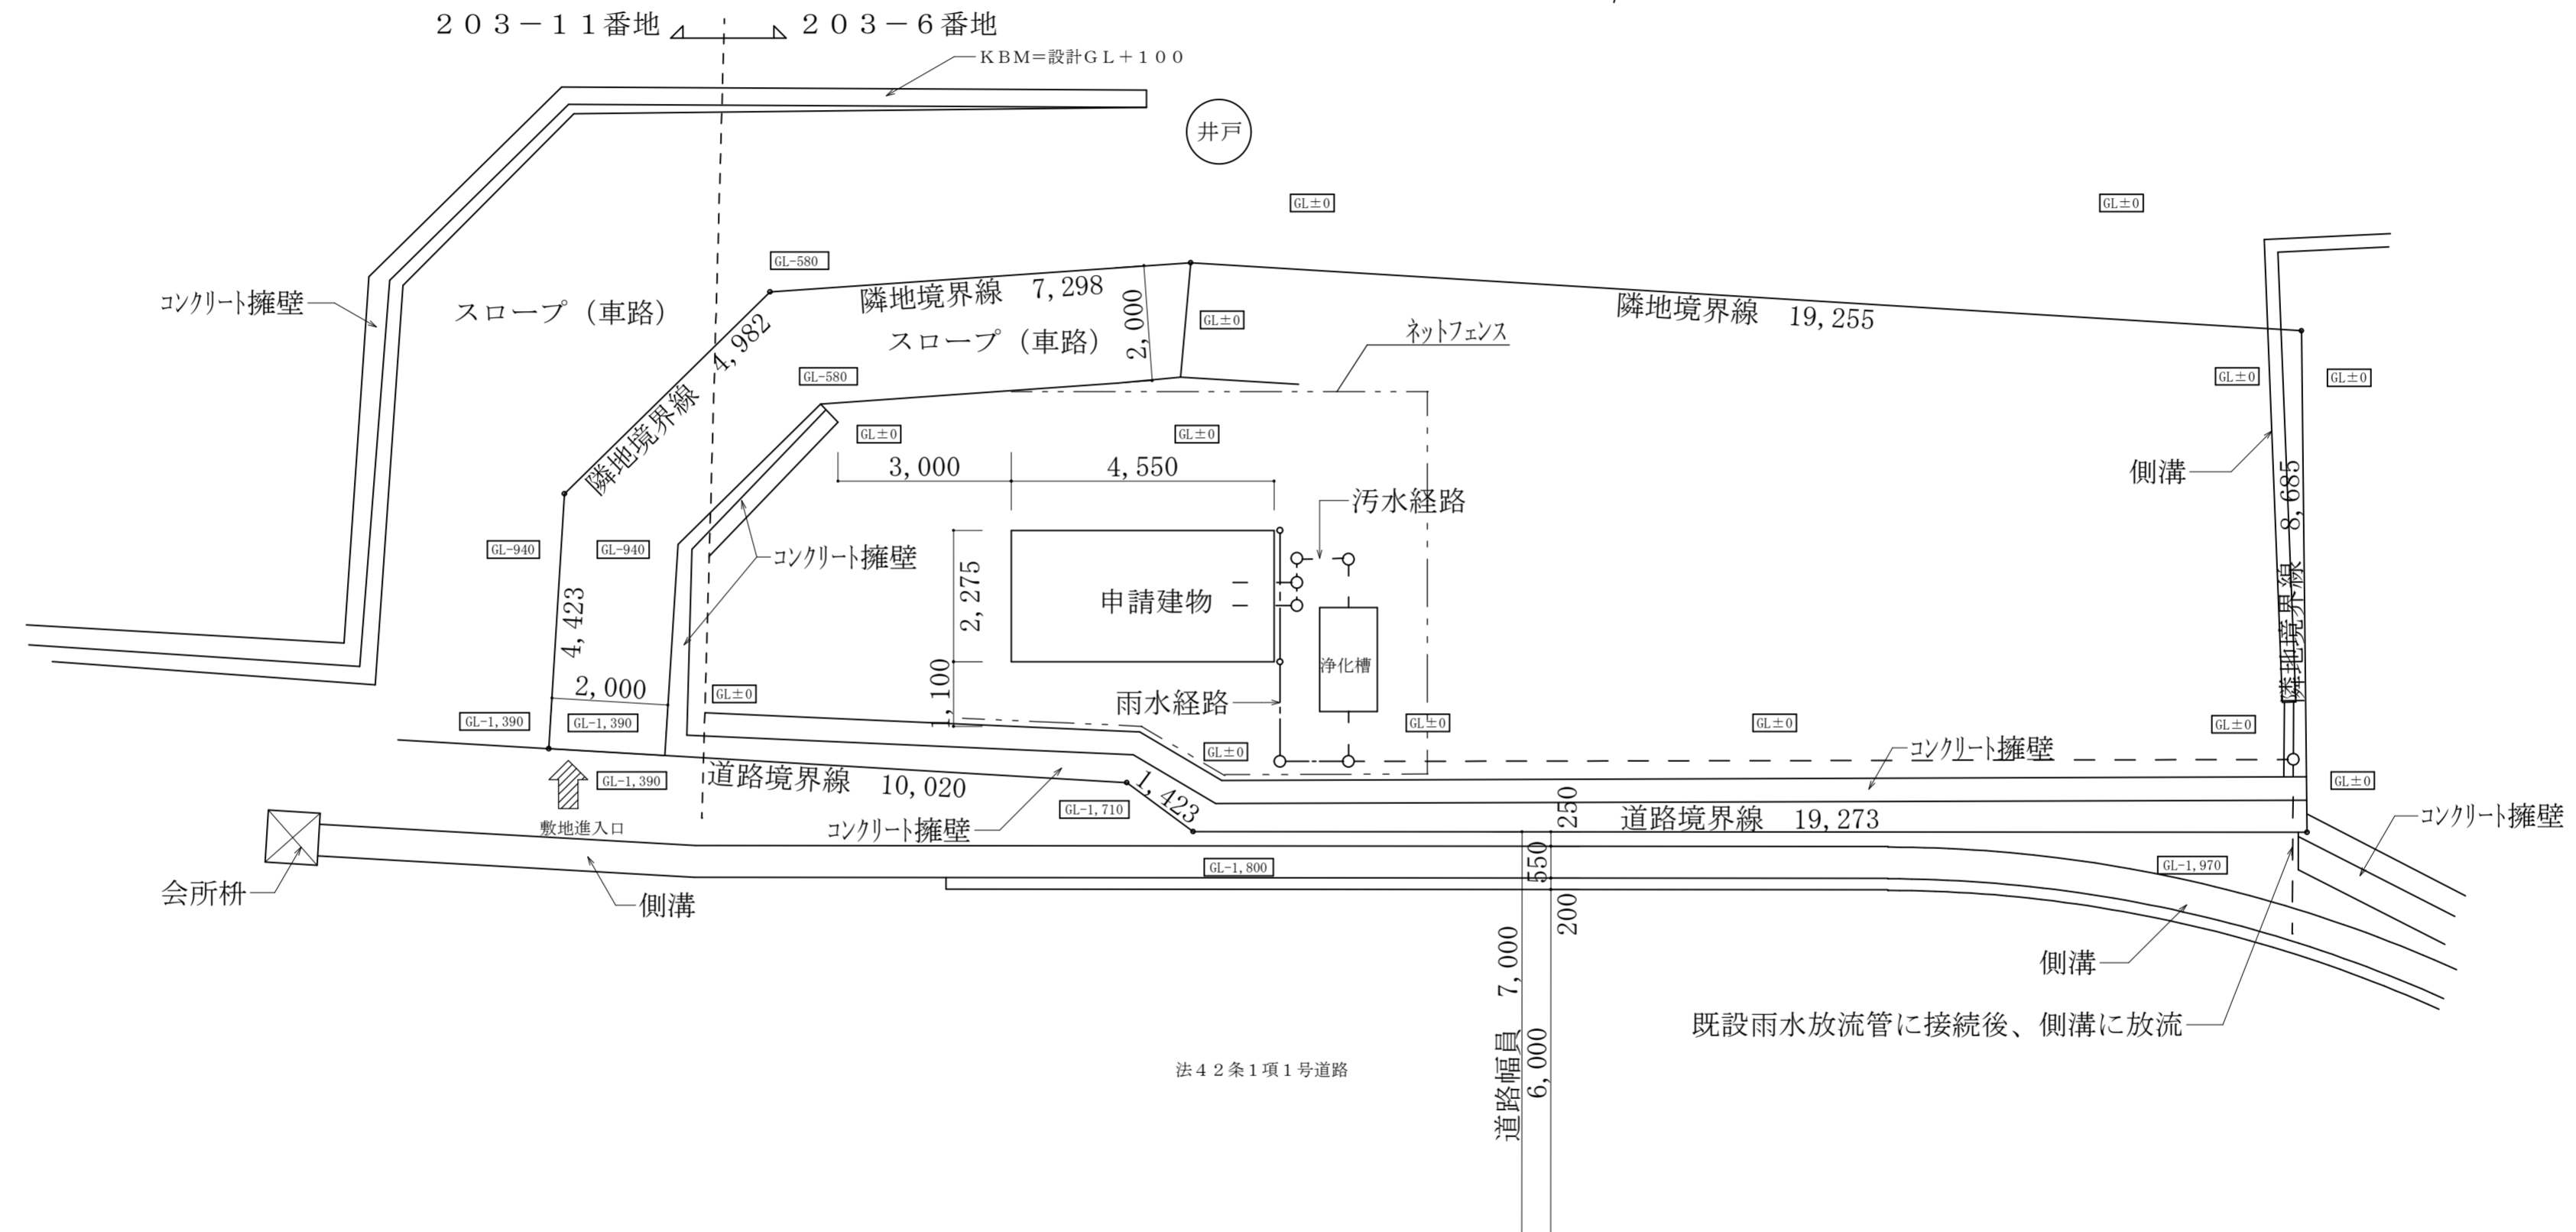 ２０３－１１番地
２０３－６番地
ＫＢＭ＝設計ＧＬ＋１００
井戸
GL±0
GL±0
GL-580
コンクリート擁壁
スロープ（車路）
隣地境界線　7,298
スロープ（車路）
2,000
GL±0
ネットフェンス
隣地境界線　19,255
隣地境界線　4,982
GL-580
GL±0
GL±0
GL±0
GL±0
側溝
隣地境界線　8,685
3,000
4,550
汚水経路
GL-940
GL-940
コンクリート擁壁
2,275
申請建物
4,423
浄化槽
2,000
GL±0
1,100
雨水経路
GL-1,390
GL-1,390
GL±0
GL±0
GL±0
GL±0
コンクリート擁壁
GL±0
GL-1,390
道路境界線　10,020
1,423
GL-1,710
250
道路境界線　19,273
コンクリート擁壁
敷地進入口
コンクリート擁壁
550
GL-1,800
GL-1,970
会所枡
側溝
200
側溝
道路幅員　7,000
6,000
既設雨水放流管に接続後、側溝に放流
法４２条１項１号道路